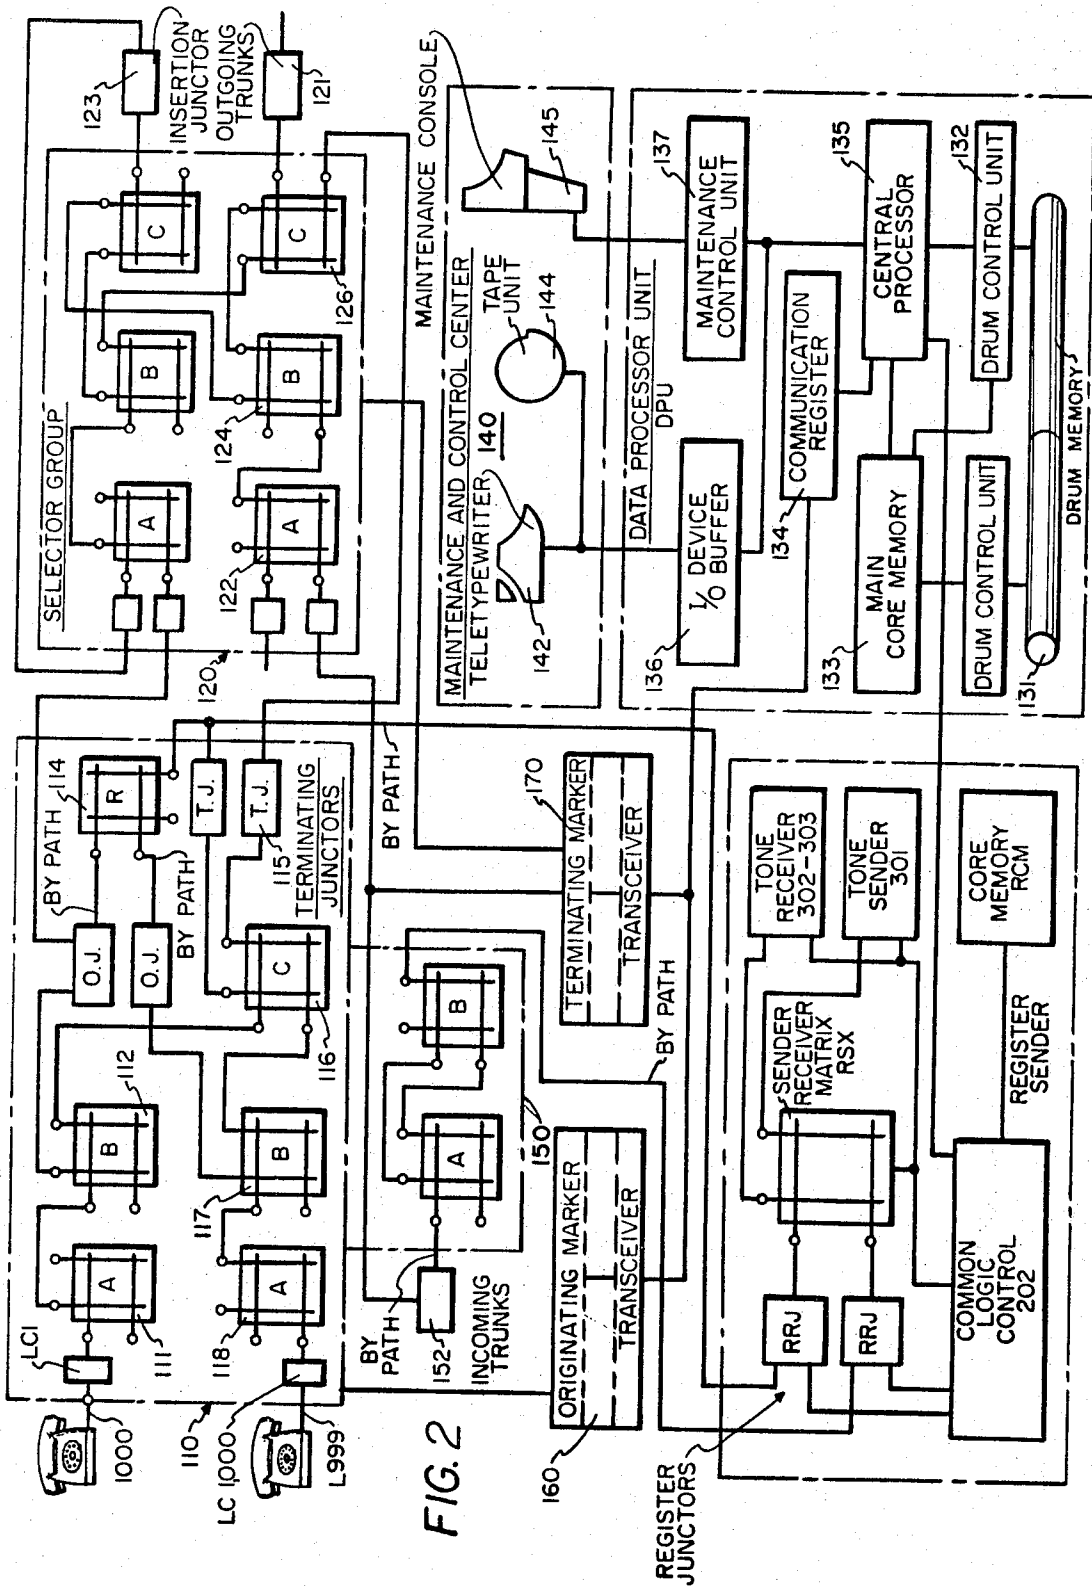 123
INSERTION
JUNCTOR
OUTGOING
TRUNKS
121
SELECTOR GROUP
A
B
C
122
A
124
B
126
C
120
BY PATH
114
R
O.J.
O.J.
BY PATH
T.J.
T.J.
115
TERMINATING
JUNCTORS
112
B
C
116
117
B
LC1
A
111
118
A
1000
110
LC 1000
L999
MAINTENANCE CONSOLE
MAINTENANCE AND CONTROL CENTER
TELETYPEWRITER
140
TAPE
UNIT
142
144
145
DATA PROCESSOR UNIT
DPU
136
I/O DEVICE
BUFFER
MAINTENANCE
CONTROL UNIT
137
134
COMMUNICATION
REGISTER
135
CENTRAL
PROCESSOR
133
MAIN
CORE MEMORY
132
DRUM CONTROL UNIT
DRUM CONTROL UNIT
131
DRUM MEMORY
BY PATH
150
A
B
BY
PATH
152
INCOMING
TRUNKS
TERMINATING MARKER
TRANSCEIVER
170
BY PATH
ORIGINATING MARKER
TRANSCEIVER
160
FIG. 2
TONE
RECEIVER
302-303
TONE
SENDER
301
CORE
MEMORY
RCM
SENDER
RECEIVER
MATRIX
RSX
REGISTER
SENDER
RRJ
RRJ
COMMON
LOGIC
CONTROL
202
REGISTER
JUNCTORS